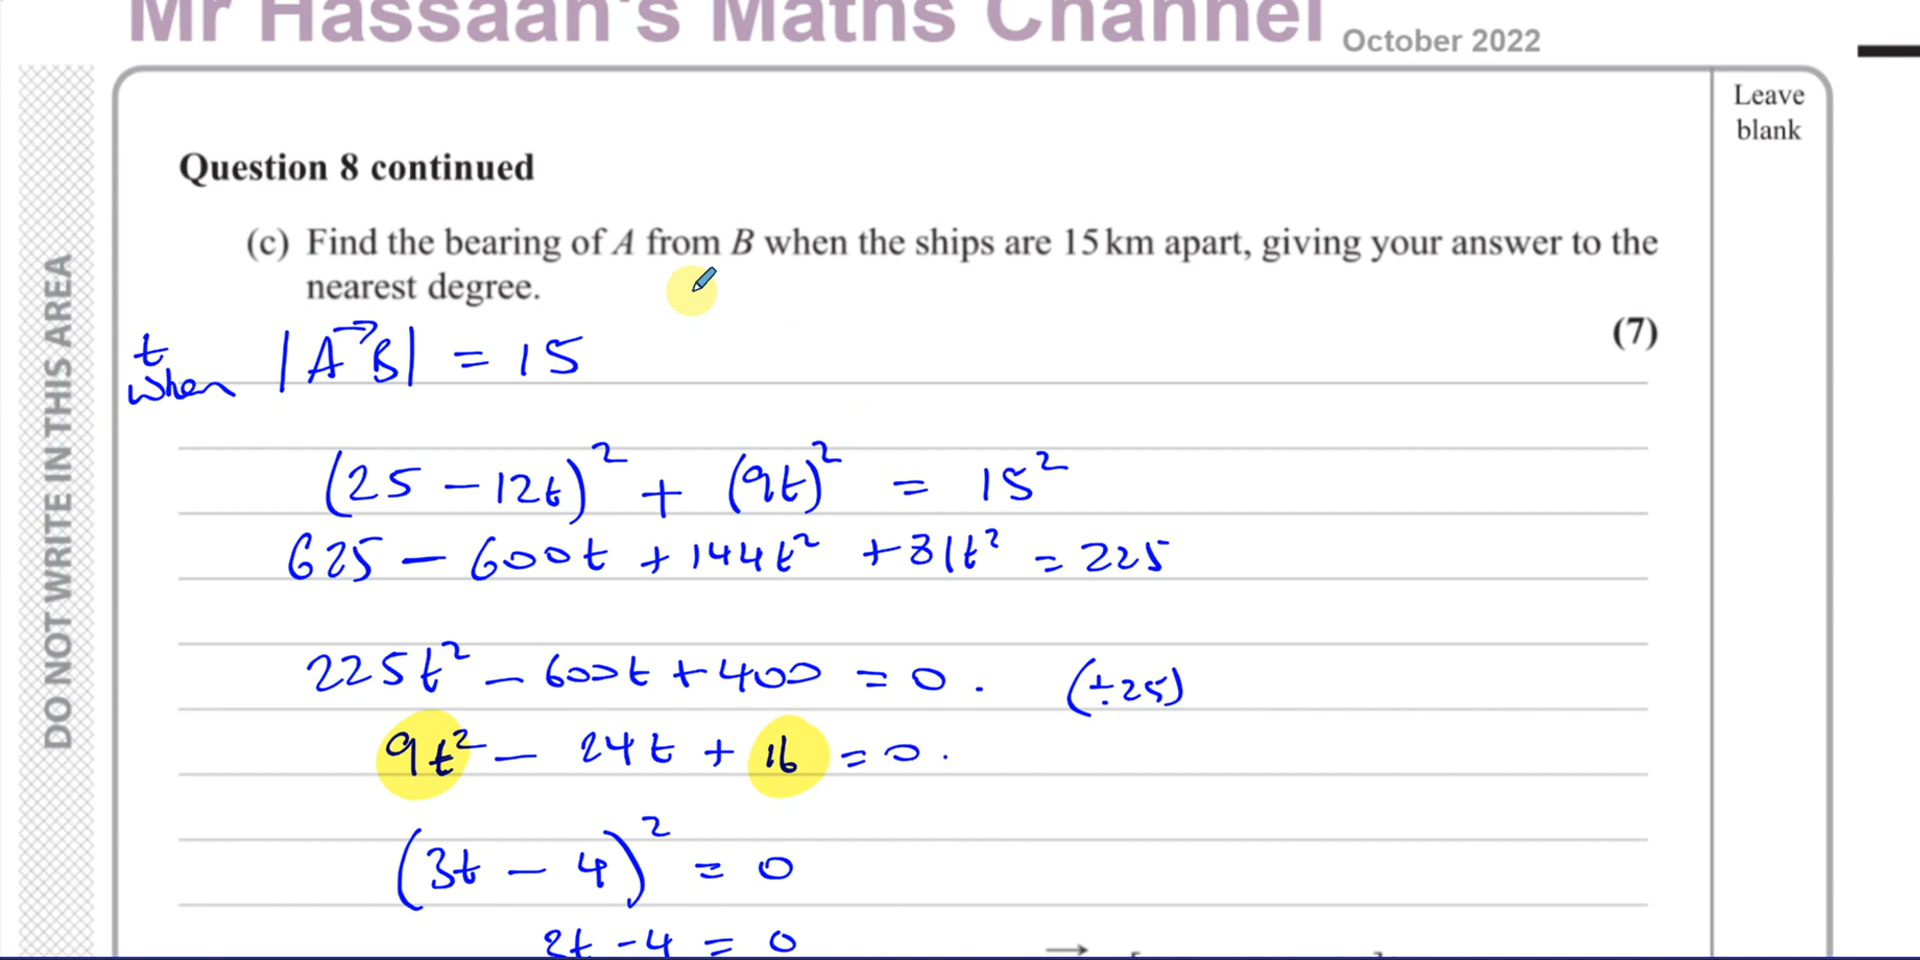 Mr Hassaan's Maths Channel October 2022
Leave
blank
DO NOT WRITE IN THIS AREA
Question 8 continued
(c) Find the bearing of A from B when the ships are 15 km apart, giving your answer to the
nearest degree.
(7)
t
when |A⃗B| = 15
(25 − 12t)² + (9t)² = 15²
625 − 600t + 144t² + 81t² = 225
225t² − 600t + 400 = 0. (÷25)
9t² − 24t + 16 = 0.
(3t − 4)² = 0
3t − 4 = 0